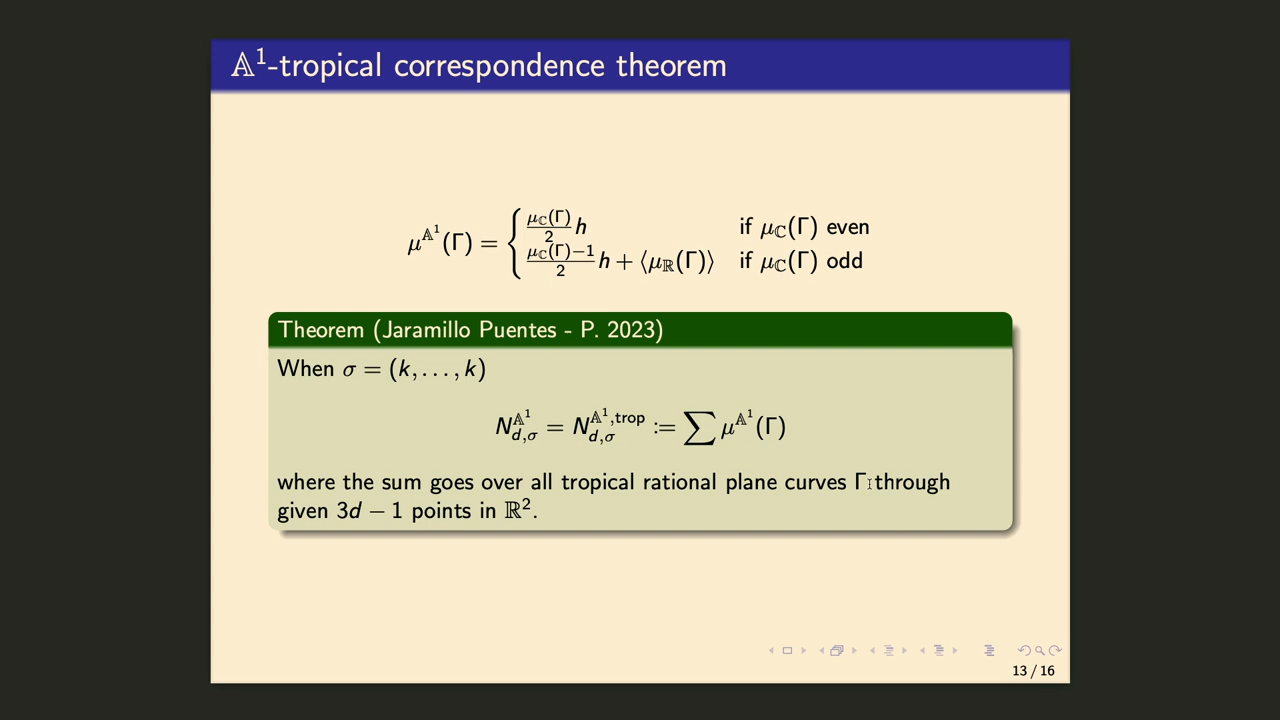 𝔸¹-tropical correspondence theorem
μ^{𝔸¹}(Γ) = { μ_ℂ(Γ)/2 h if μ_ℂ(Γ) even
(μ_ℂ(Γ)−1)/2 h + ⟨μ_ℝ(Γ)⟩ if μ_ℂ(Γ) odd
Theorem (Jaramillo Puentes - P. 2023)
When σ = (k, . . . , k)
N^{𝔸¹}_{d,σ} = N^{𝔸¹,trop}_{d,σ} := ∑ μ^{𝔸¹}(Γ)
where the sum goes over all tropical rational plane curves Γ through
given 3d − 1 points in ℝ².
13 / 16